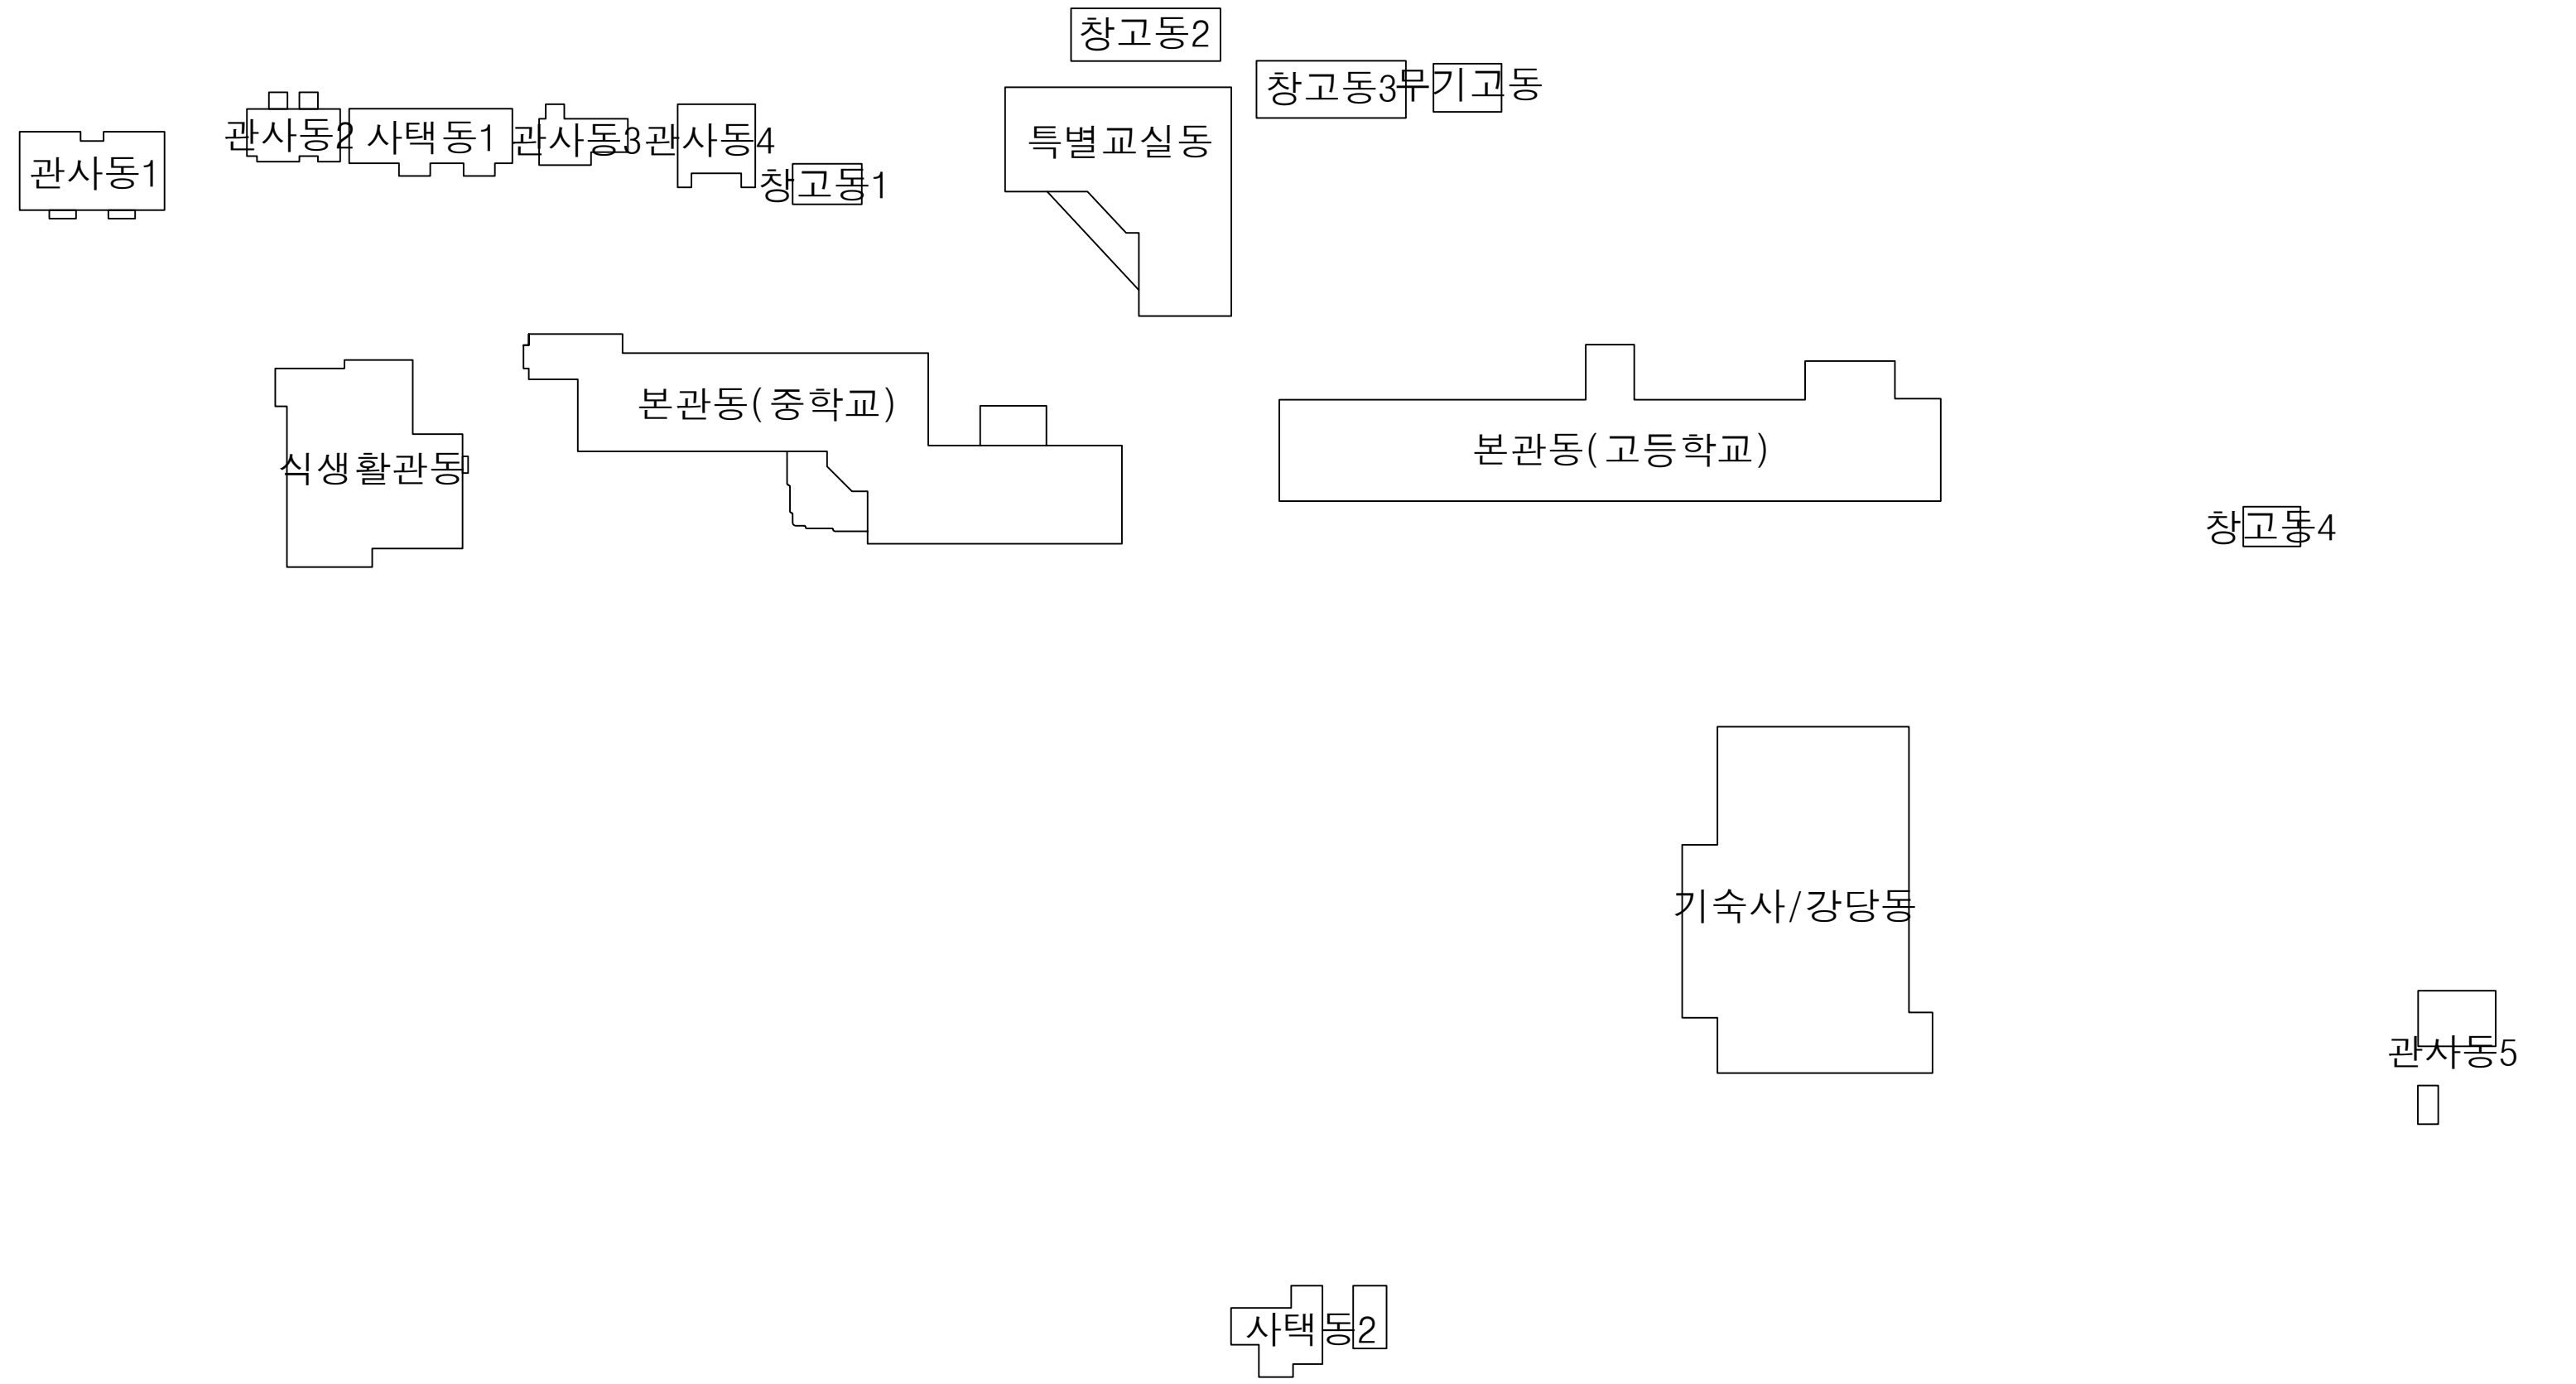 창고동2
창고동3
무기고동
관사동1
관사동2
사택동1
관사동3
관사동4
창고동1
특별교실동
본관동(중학교)
본관동(고등학교)
식생활관동
창고동4
기숙사/강당동
관사동5
사택동2